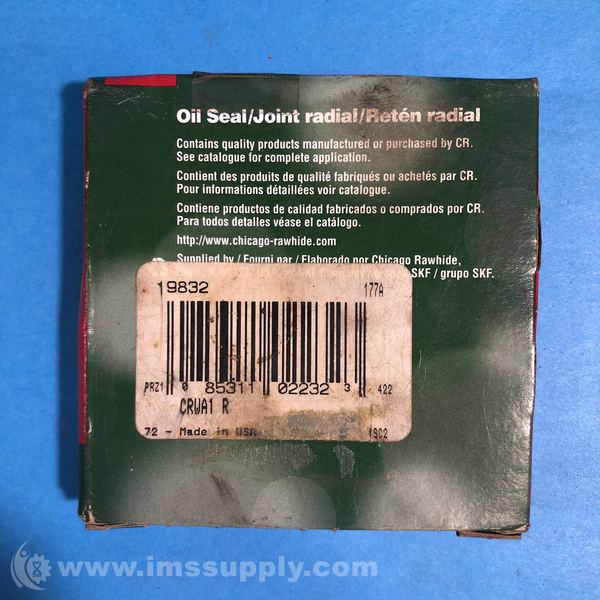 Oil Seal/Joint radial/Retén radial
Contains quality products manufactured or purchased by CR.
See catalogue for complete application.
Contient des produits de qualité fabriqués ou achetés par CR.
Pour informations détaillées voir catalogue.
Contiene productos de calidad fabricados o comprados por CR.
Para todos detalles véase el catálogo.
http://www.chicago-rawhide.com
Supplied by / Fourni par / Elaborado por Chicago Rawhide,
SKF / grupo SKF.
19832 177A
PRZ1 0 85311 02232 3 422
CRWA1 R
72 - Made in USA 19C2
www.imssupply.com